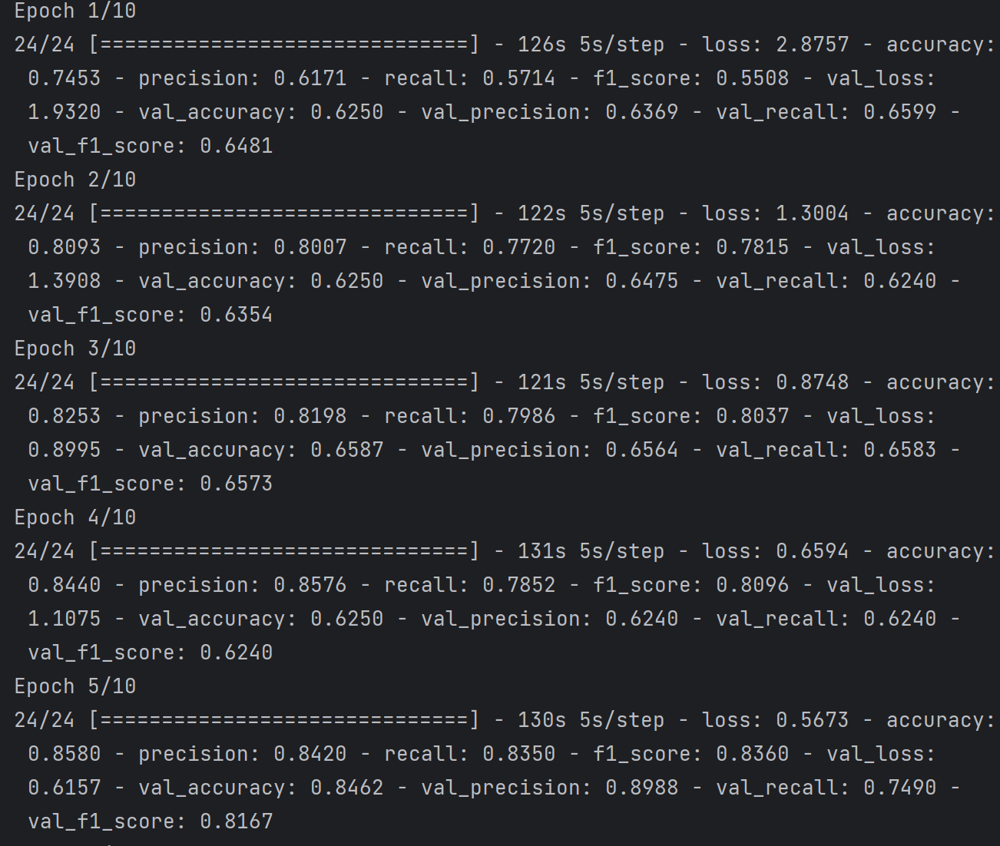 Epoch 1/10
24/24 [==============================] - 126s 5s/step - loss: 2.8757 - accuracy:
0.7453 - precision: 0.6171 - recall: 0.5714 - f1_score: 0.5508 - val_loss:
1.9320 - val_accuracy: 0.6250 - val_precision: 0.6369 - val_recall: 0.6599 -
val_f1_score: 0.6481
Epoch 2/10
24/24 [==============================] - 122s 5s/step - loss: 1.3004 - accuracy:
0.8093 - precision: 0.8007 - recall: 0.7720 - f1_score: 0.7815 - val_loss:
1.3908 - val_accuracy: 0.6250 - val_precision: 0.6475 - val_recall: 0.6240 -
val_f1_score: 0.6354
Epoch 3/10
24/24 [==============================] - 121s 5s/step - loss: 0.8748 - accuracy:
0.8253 - precision: 0.8198 - recall: 0.7986 - f1_score: 0.8037 - val_loss:
0.8995 - val_accuracy: 0.6587 - val_precision: 0.6564 - val_recall: 0.6583 -
val_f1_score: 0.6573
Epoch 4/10
24/24 [==============================] - 131s 5s/step - loss: 0.6594 - accuracy:
0.8440 - precision: 0.8576 - recall: 0.7852 - f1_score: 0.8096 - val_loss:
1.1075 - val_accuracy: 0.6250 - val_precision: 0.6240 - val_recall: 0.6240 -
val_f1_score: 0.6240
Epoch 5/10
24/24 [==============================] - 130s 5s/step - loss: 0.5673 - accuracy:
0.8580 - precision: 0.8420 - recall: 0.8350 - f1_score: 0.8360 - val_loss:
0.6157 - val_accuracy: 0.8462 - val_precision: 0.8988 - val_recall: 0.7490 -
val_f1_score: 0.8167